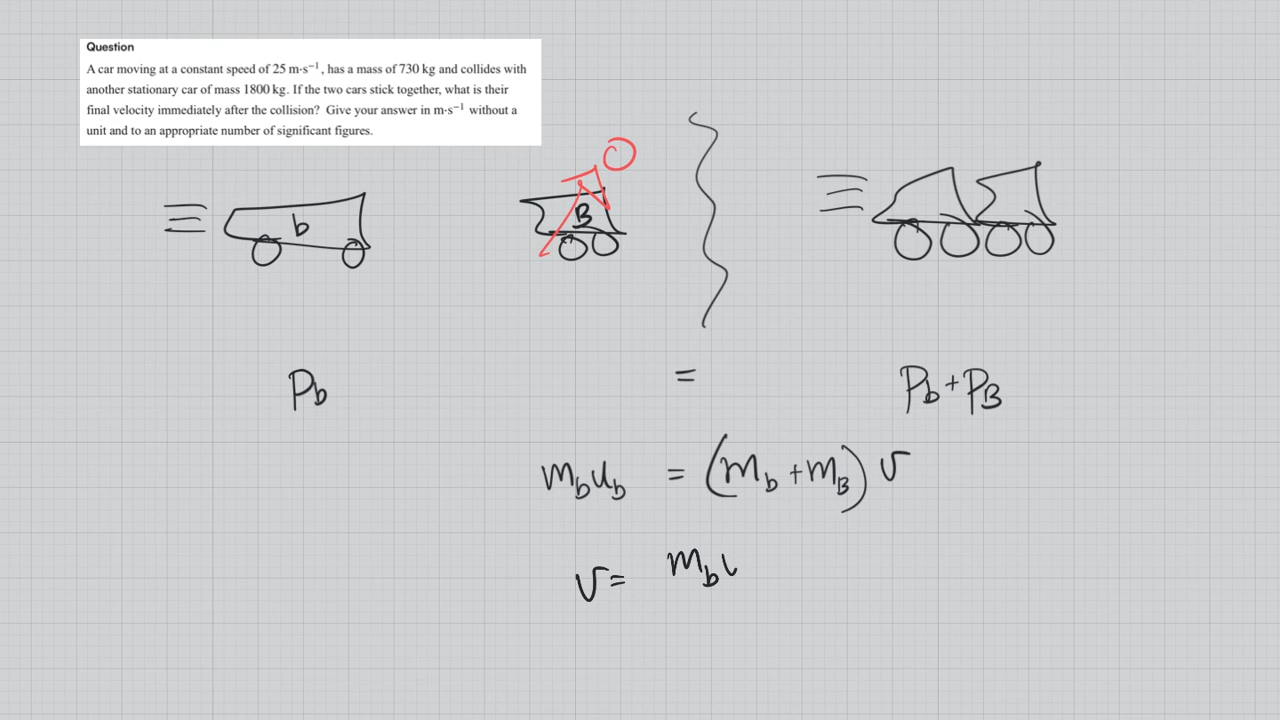 Question
A car moving at a constant speed of 25 m·s⁻¹, has a mass of 730 kg and collides with
another stationary car of mass 1800 kg. If the two cars stick together, what is their
final velocity immediately after the collision? Give your answer in m·s⁻¹ without a
unit and to an appropriate number of significant figures.
0
b
B
P_b = P_b + P_B
m_b u_b = (m_b + m_B) v
v = m_b